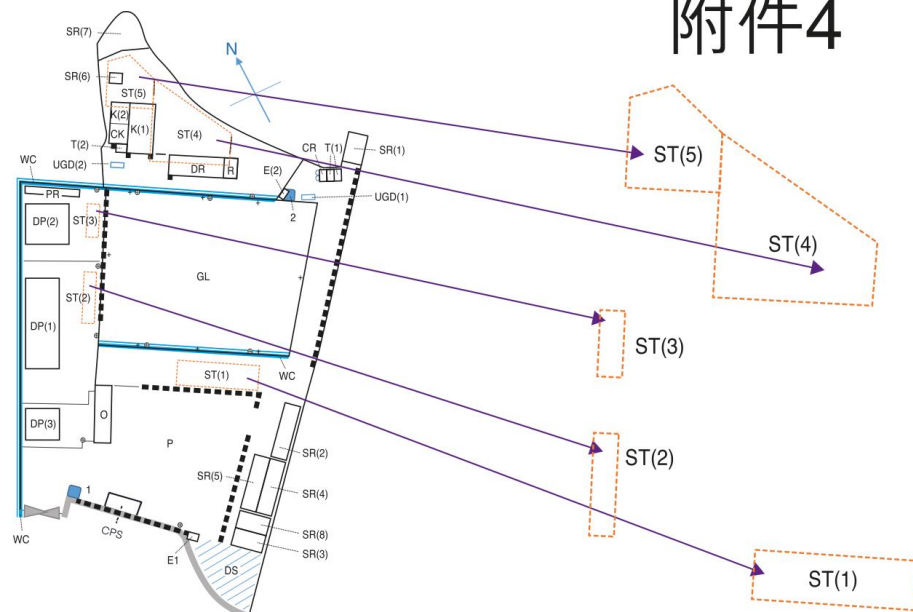 附件4
SR(7)
N
SR(6)
ST(5)
K(2)
K(1)
CK
ST(4)
T(2)
CR
T(1)
SR(1)
WC
UGD(2)
DR
R
E(2)
UGD(1)
PR
2
DP(2)
ST(3)
GL
ST(2)
DP(1)
WC
ST(1)
DP(3)
O
P
SR(2)
SR(5)
SR(4)
1
CPS
SR(8)
SR(3)
WC
E1
DS
ST(5)
ST(4)
ST(3)
ST(2)
ST(1)